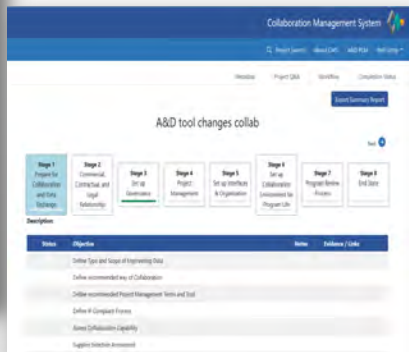 Collaboration Management System
Project Search About CMS A&D PLM
Metadata Project Q&A Workflow Completion Status
Export Summary Report
A&D tool changes collab
Next
Stage 1
Prepare for
Collaboration
and Data
Exchange
Stage 2
Commercial,
Contractual and
Legal
Relationship
Stage 3
Set up
Governance
Stage 4
Project
Management
Stage 5
Set up Interfaces
& Organization
Stage 6
Set up
Collaboration
Environment for
Program Life
Stage 7
Program Review
Process
Stage 8
End State
Description:
Status Objective Notes Evidence / Links
Define Type and Scope of Engineering Data
Define recommended way of Collaboration
Define recommended Project Management Terms and Tool
Define IP Compliant Process
Assess Collaboration Capability
Supplier Selection Announced